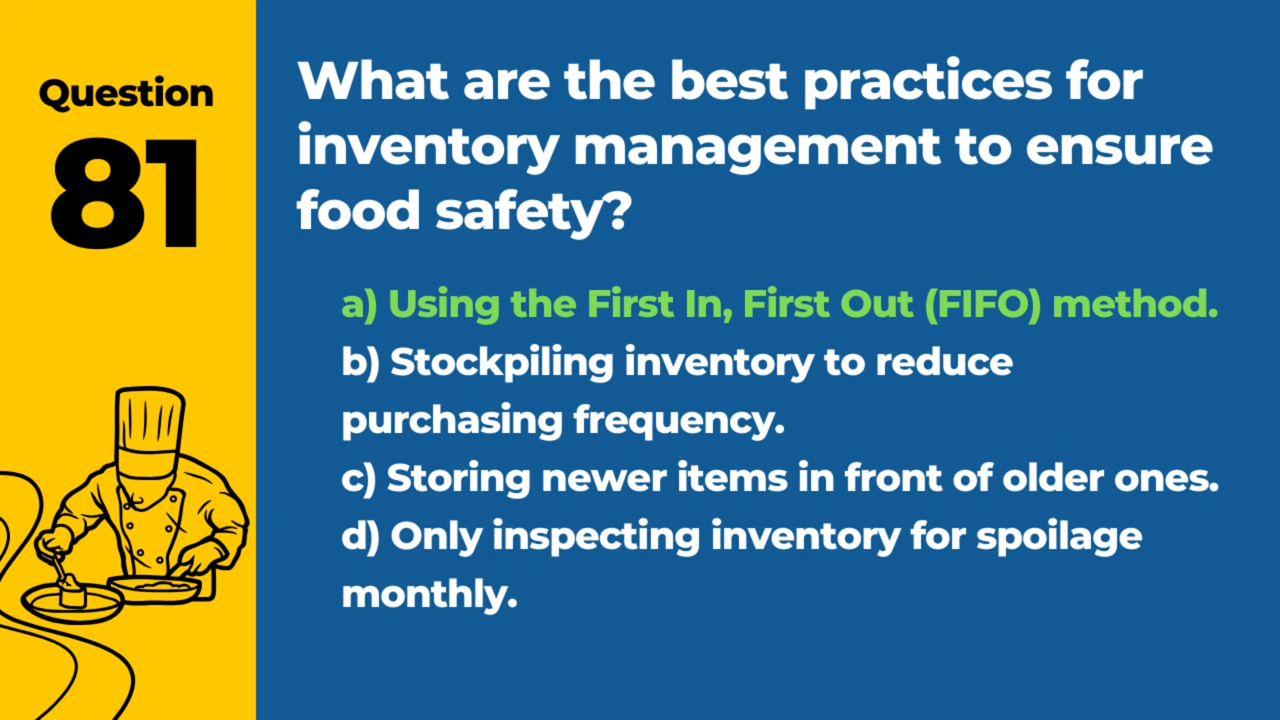 Question
81
What are the best practices for
inventory management to ensure
food safety?
a) Using the First In, First Out (FIFO) method.
b) Stockpiling inventory to reduce
purchasing frequency.
c) Storing newer items in front of older ones.
d) Only inspecting inventory for spoilage
monthly.